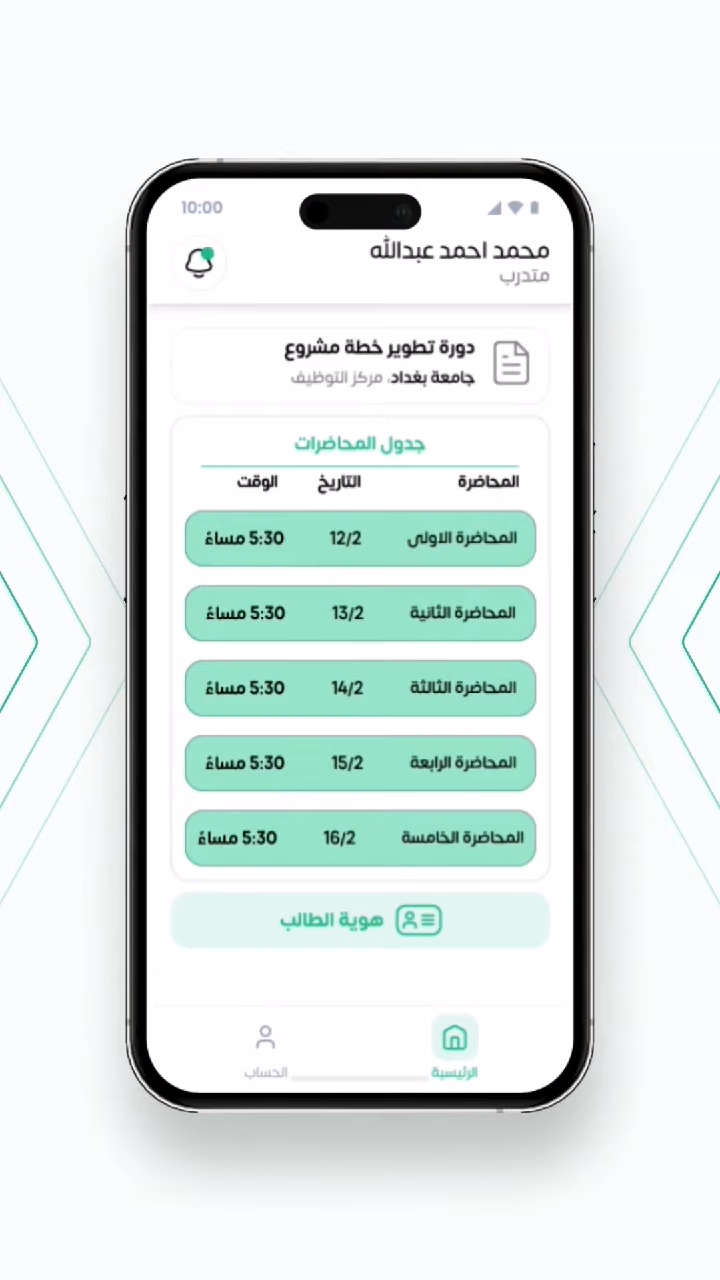 10:00
محمد احمد عبدالله
متدرب
دورة تطوير خطة مشروع
جامعة بغداد، مركز التوظيف
جدول المحاضرات
المحاضرة التاريخ الوقت
المحاضرة الاولى 12/2 5:30 مساءً
المحاضرة الثانية 13/2 5:30 مساءً
المحاضرة الثالثة 14/2 5:30 مساءً
المحاضرة الرابعة 15/2 5:30 مساءً
المحاضرة الخامسة 16/2 5:30 مساءً
هوية الطالب
الرئيسية الحساب